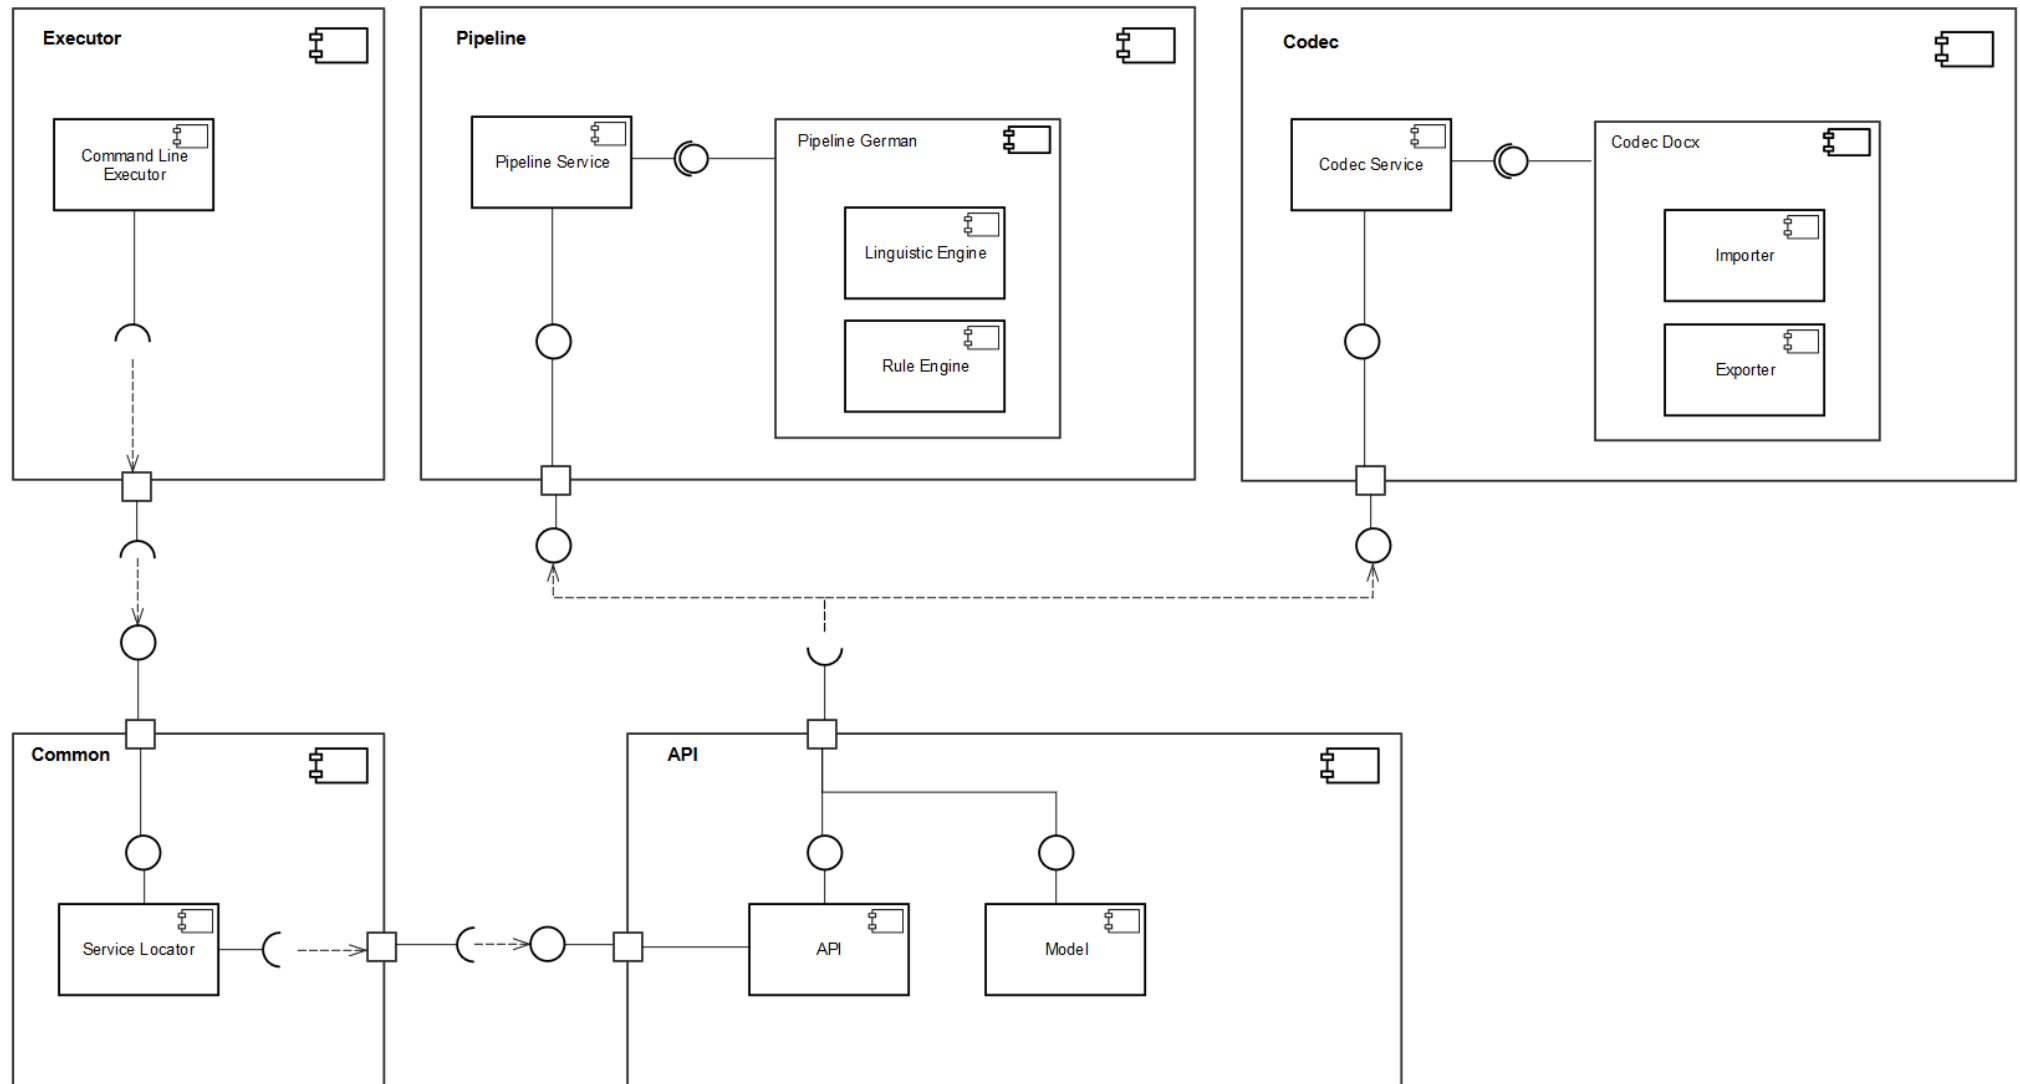 Executor
Command Line
Executor
Pipeline
Pipeline Service
Pipeline German
Linguistic Engine
Rule Engine
Codec
Codec Service
Codec Docx
Importer
Exporter
Common
Service Locator
API
API
Model